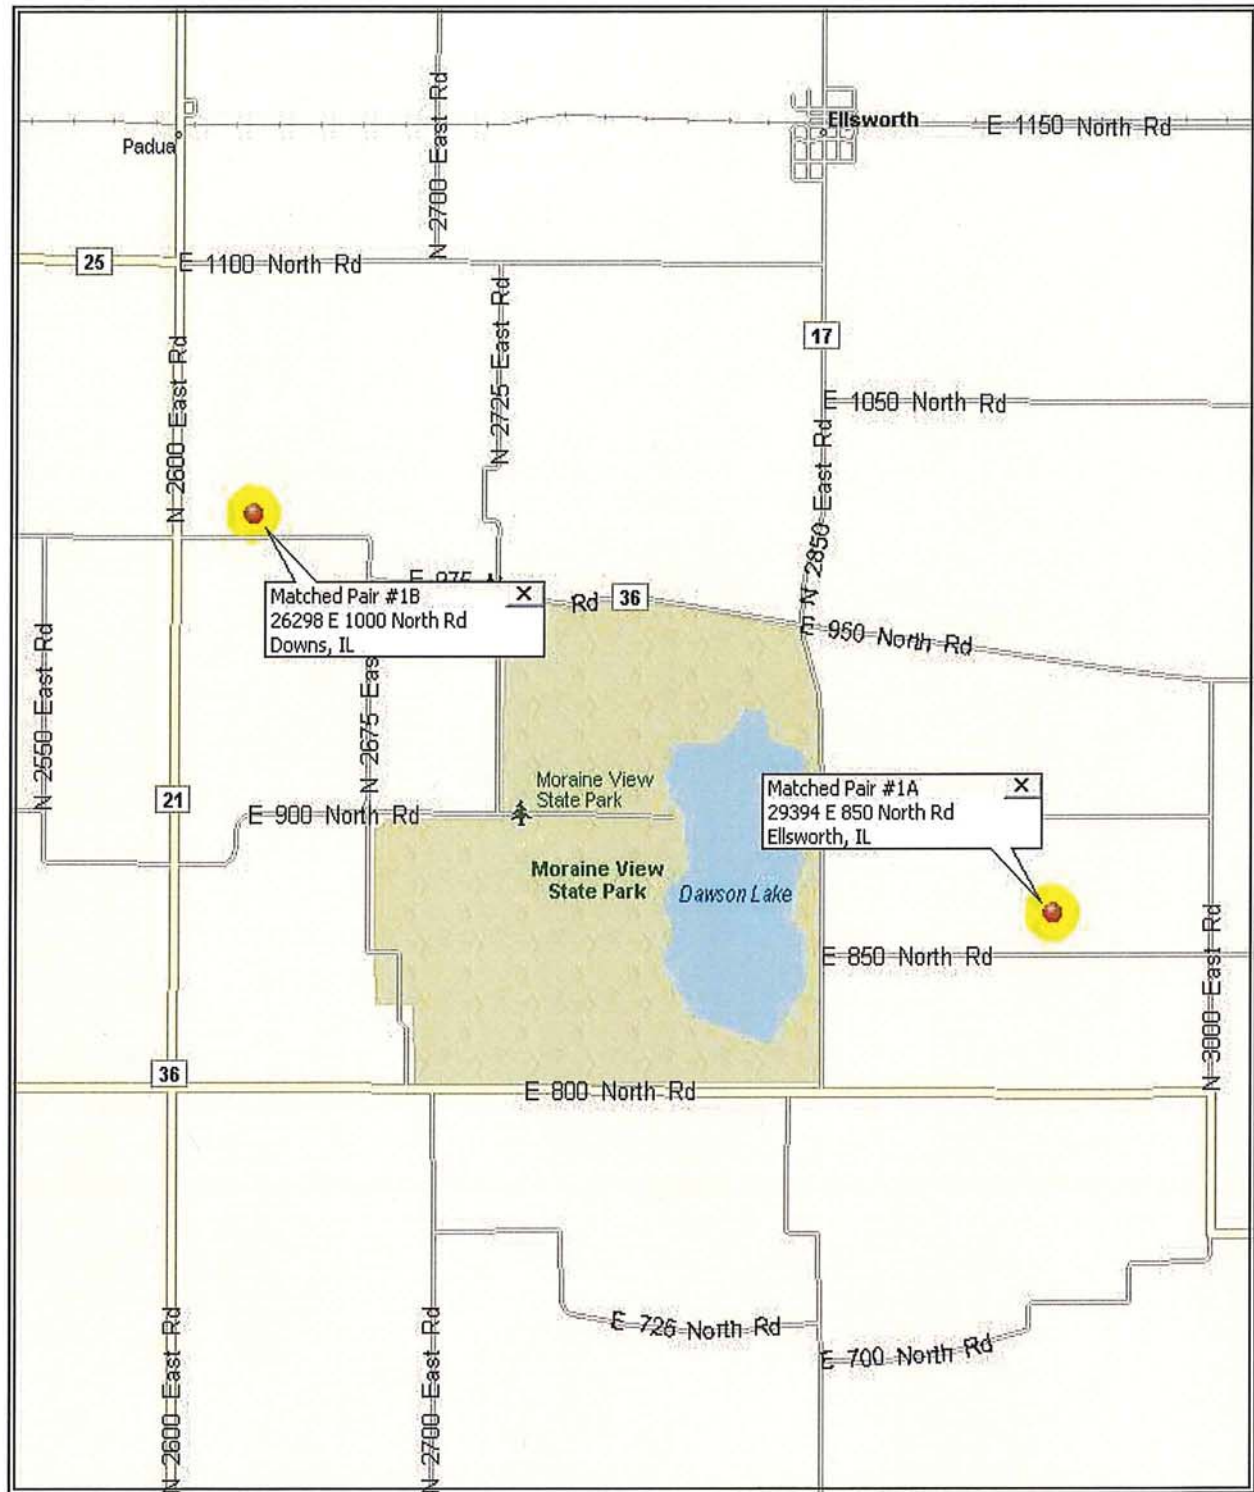 N 2700 East Rd
Ellsworth
E 1150 North Rd
Padua
25
E 1100 North Rd
N 2600 East Rd
N 2725 East Rd
17
E 1050 North Rd
N 2850 East Rd
Matched Pair #1B
26298 E 1000 North Rd
Downs, IL
E 975
Rd
36
E 950 North Rd
N 2550 East Rd
N 2675 Eas
21
E 900 North Rd
Moraine View
State Park
Matched Pair #1A
29394 E 850 North Rd
Ellsworth, IL
Moraine View
State Park
Dawson Lake
E 850 North Rd
N 3000 East Rd
36
E 800 North Rd
N 2600 East Rd
N 2700 East Rd
E 725 North Rd
E 700 North Rd